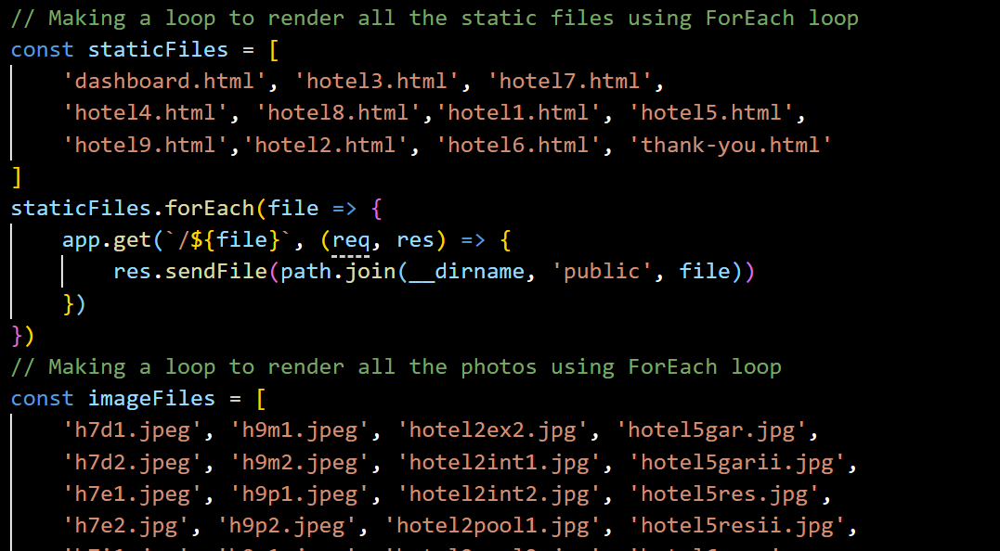 // Making a loop to render all the static files using ForEach loop
const staticFiles = [
'dashboard.html', 'hotel3.html', 'hotel7.html',
'hotel4.html', 'hotel8.html','hotel1.html', 'hotel5.html',
'hotel9.html','hotel2.html', 'hotel6.html', 'thank-you.html'
]
staticFiles.forEach(file => {
app.get(`/${file}`, (req, res) => {
res.sendFile(path.join(__dirname, 'public', file))
})
})
// Making a loop to render all the photos using ForEach loop
const imageFiles = [
'h7d1.jpeg', 'h9m1.jpeg', 'hotel2ex2.jpg', 'hotel5gar.jpg',
'h7d2.jpeg', 'h9m2.jpeg', 'hotel2int1.jpg', 'hotel5garii.jpg',
'h7e1.jpeg', 'h9p1.jpeg', 'hotel2int2.jpg', 'hotel5res.jpg',
'h7e2.jpg', 'h9p2.jpeg', 'hotel2pool1.jpg', 'hotel5resii.jpg',